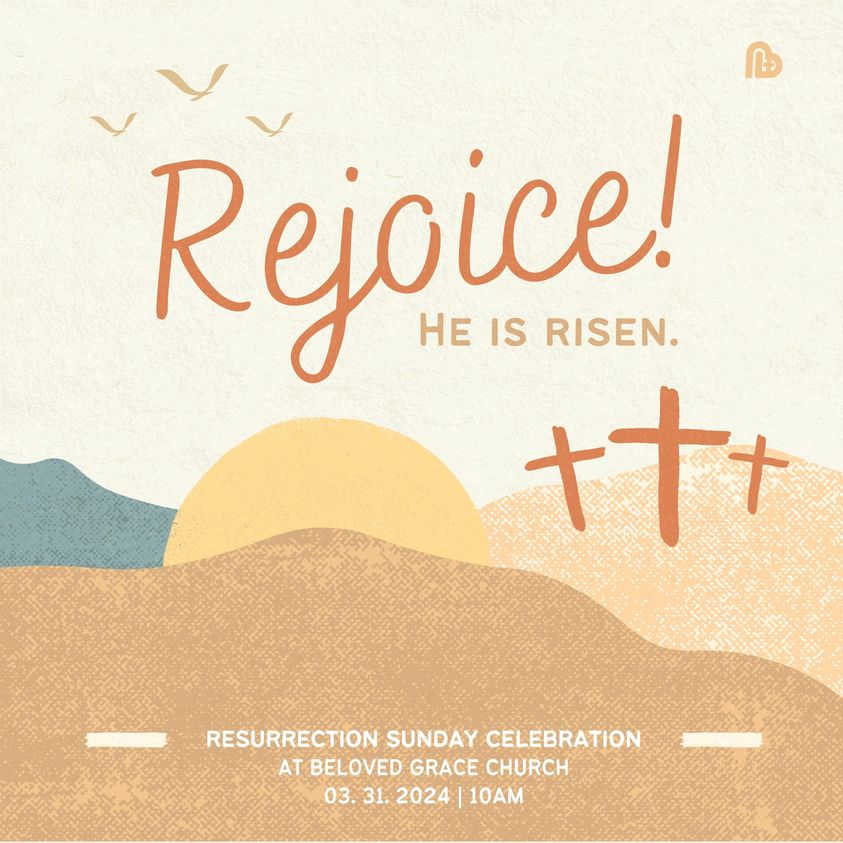 Rejoice!
HE IS RISEN.
RESURRECTION SUNDAY CELEBRATION
AT BELOVED GRACE CHURCH
03. 31. 2024 | 10AM